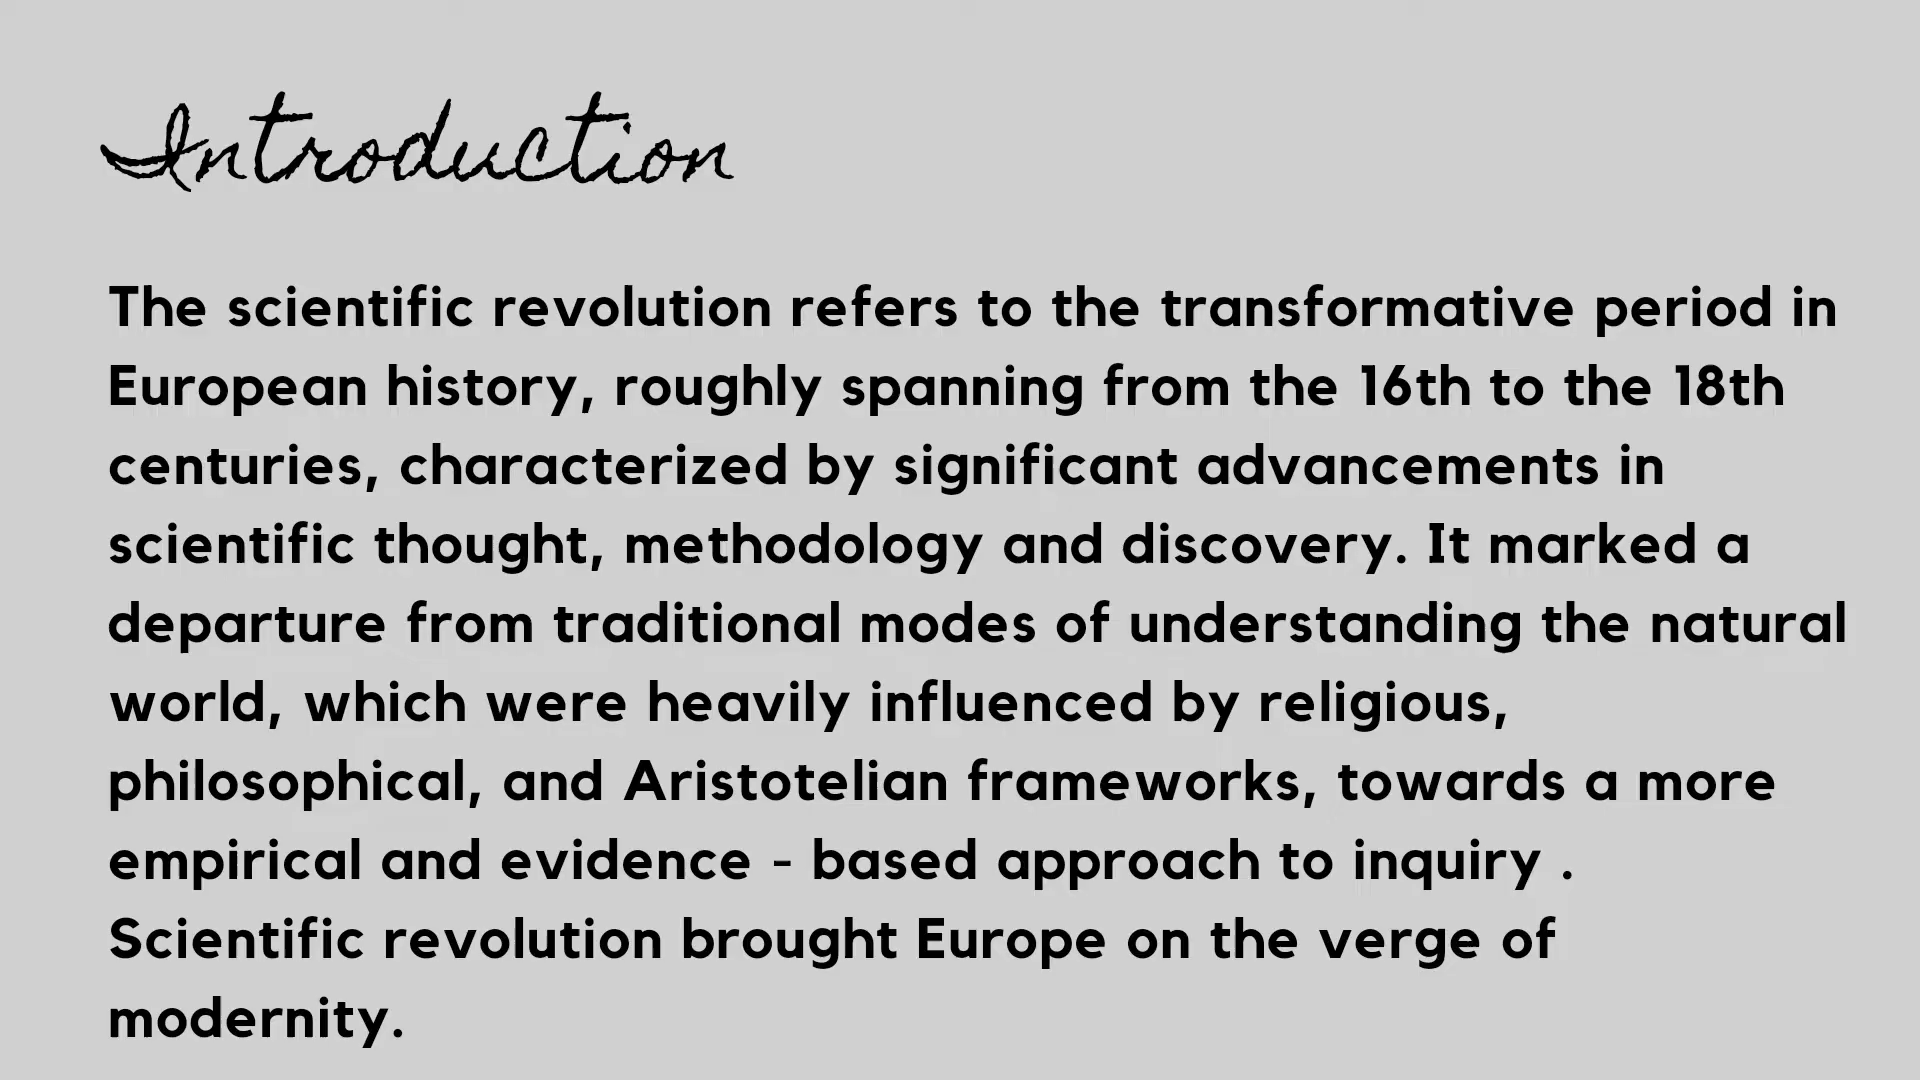 Introduction
The scientific revolution refers to the transformative period in
European history, roughly spanning from the 16th to the 18th
centuries, characterized by significant advancements in
scientific thought, methodology and discovery. It marked a
departure from traditional modes of understanding the natural
world, which were heavily influenced by religious,
philosophical, and Aristotelian frameworks, towards a more
empirical and evidence - based approach to inquiry .
Scientific revolution brought Europe on the verge of
modernity.